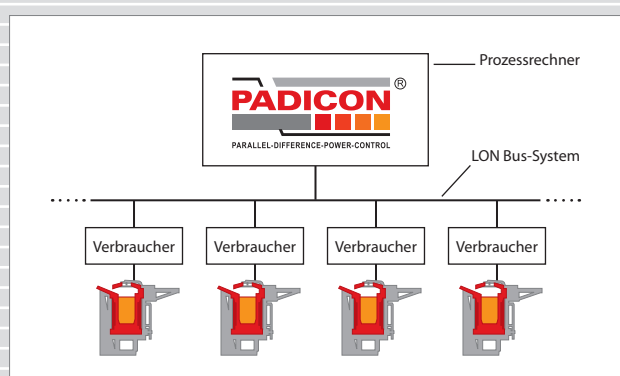 Prozessrechner
PADICON®
PARALLEL-DIFFERENCE-POWER-CONTROL
LON Bus-System
Verbraucher Verbraucher Verbraucher Verbraucher